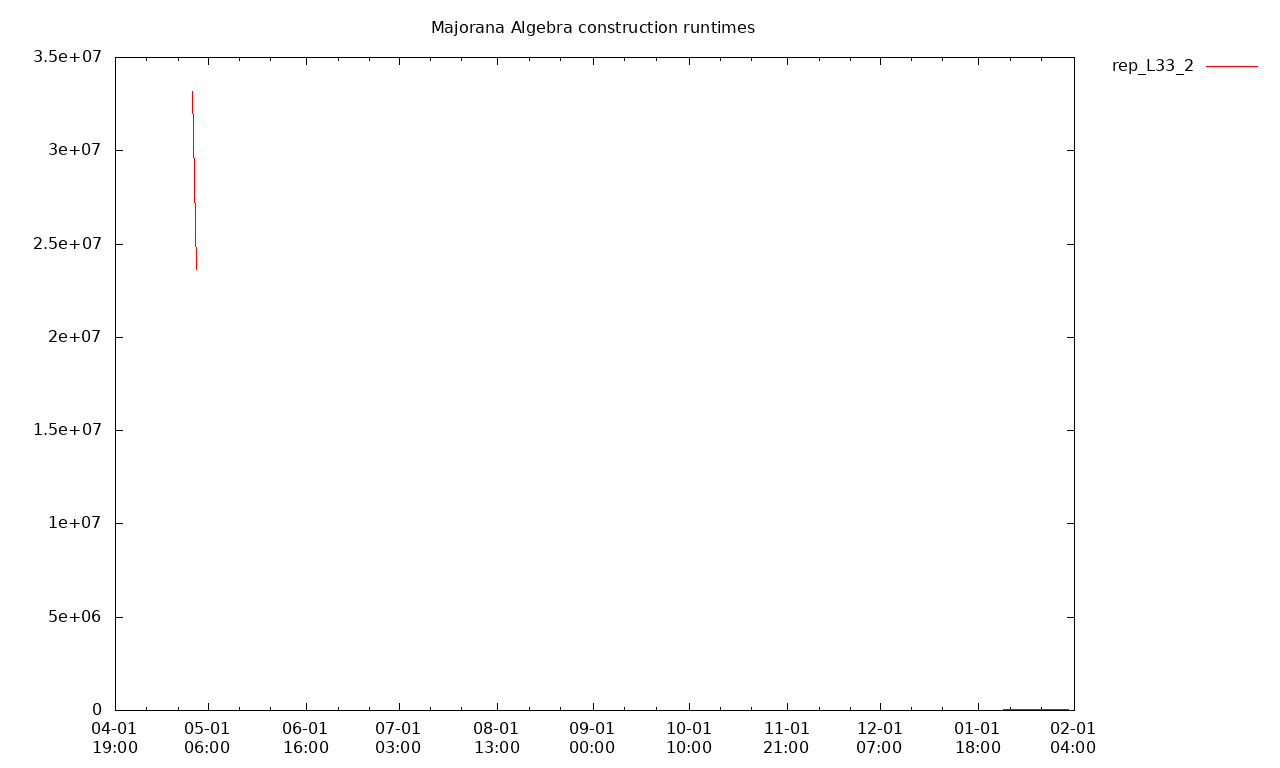 Majorana Algebra construction runtimes
rep_L33_2
3.5e+07
3e+07
2.5e+07
2e+07
1.5e+07
1e+07
5e+06
0
04-01 05-01 06-01 07-01 08-01 09-01 10-01 11-01 12-01 01-01 02-01
19:00 06:00 16:00 03:00 13:00 00:00 10:00 21:00 07:00 18:00 04:00